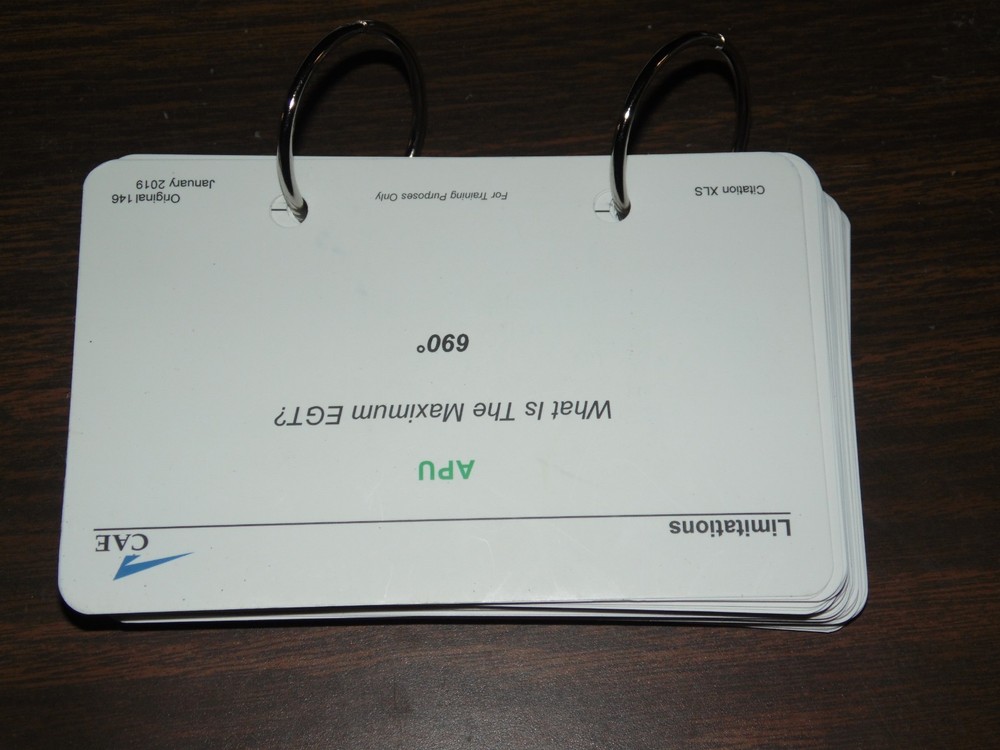 CAE
Limitations
APU
What Is The Maximum EGT?
690°
Citation XLS
For Training Purposes Only
Original 146
January 2019